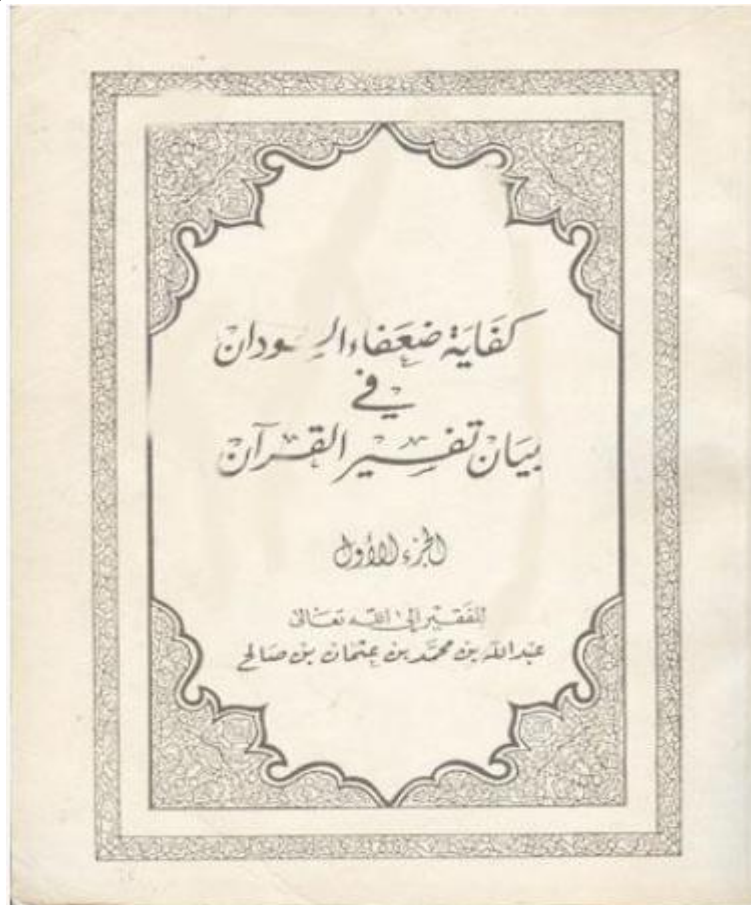 كفاية ضعفاء السودان
في
بيان تفسير القرآن
الجزء الأول
للفقير إلى الله تعالى
عبد الله بن محمد بن عثمان بن صالح